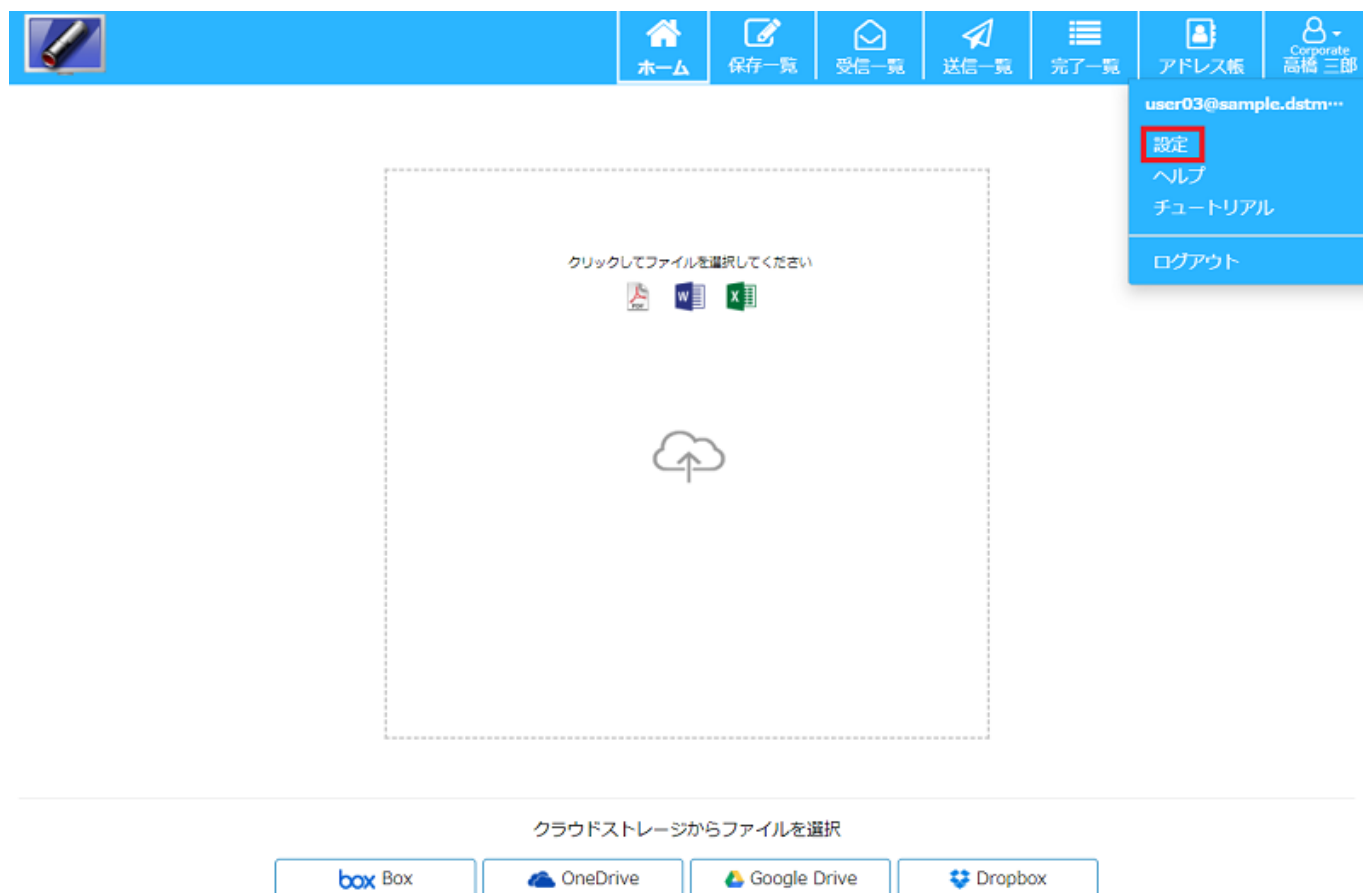 ホーム
保存一覧
受信一覧
送信一覧
完了一覧
アドレス帳
Corporate
高橋 三郎
user03@sample.dstm…
設定
ヘルプ
チュートリアル
ログアウト
クリックしてファイルを選択してください
PDF
W
X
クラウドストレージからファイルを選択
box Box
OneDrive
Google Drive
Dropbox